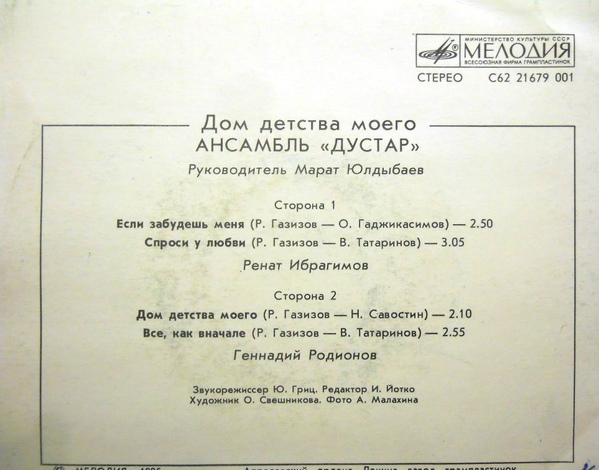 МИНИСТЕРСТВО КУЛЬТУРЫ СССР
МЕЛОДИЯ
ВСЕСОЮЗНАЯ ФИРМА ГРАМПЛАСТИНОК
СТЕРЕО С62 21679 001
Дом детства моего
АНСАМБЛЬ «ДУСТАР»
Руководитель Марат Юлдыбаев
Сторона 1
Если забудешь меня (Р. Газизов — О. Гаджикасимов) — 2.50
Спроси у любви (Р. Газизов — В. Татаринов) — 3.05
Ренат Ибрагимов
Сторона 2
Дом детства моего (Р. Газизов — Н. Савостин) — 2.10
Все, как вначале (Р. Газизов — В. Татаринов) — 2.55
Геннадий Родионов
Звукорежиссер Ю. Гриц. Редактор И. Йотко
Художник О. Свешникова. Фото А. Малахина